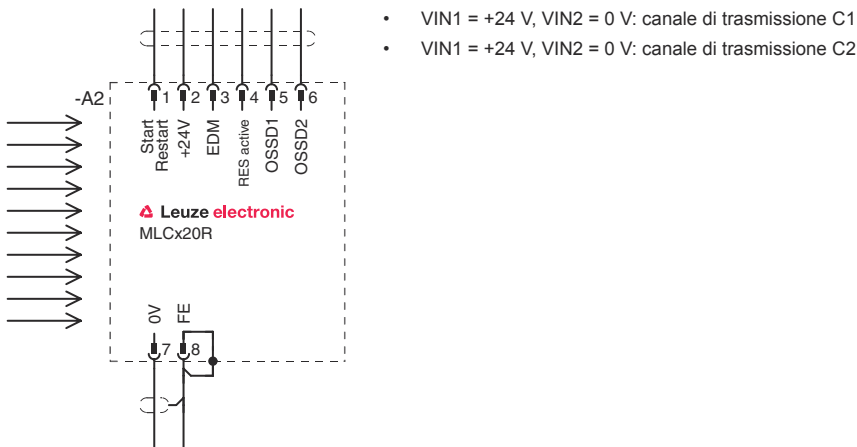 • VIN1 = +24 V, VIN2 = 0 V: canale di trasmissione C1
• VIN1 = +24 V, VIN2 = 0 V: canale di trasmissione C2
-A2
1 2 3 4 5 6
Start
Restart
+24V
EDM
RES active
OSSD1
OSSD2
Leuze electronic
MLCx20R
0V
FE
7 8